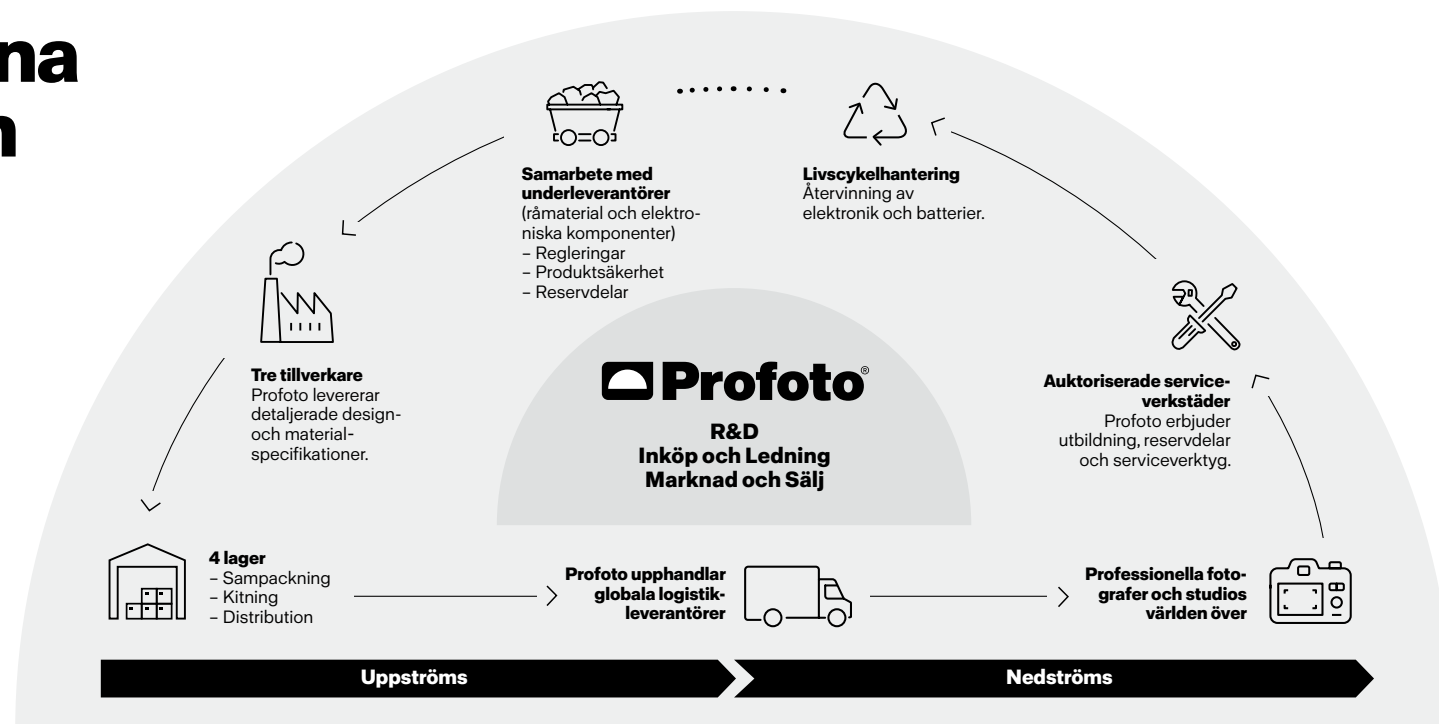 na
n
Samarbete med
underleverantörer
(råmaterial och elektro-
niska komponenter)
– Regleringar
– Produktsäkerhet
– Reservdelar
Livscykelhantering
Återvinning av
elektronik och batterier.
Tre tillverkare
Profoto levererar
detaljerade design-
och material-
specifikationer.
Profoto®
R&D
Inköp och Ledning
Marknad och Sälj
Auktoriserade service-
verkstäder
Profoto erbjuder
utbildning, reservdelar
och serviceverktyg.
4 lager
– Sampackning
– Kitning
– Distribution
Profoto upphandlar
globala logistik-
leverantörer
Professionella foto-
grafer och studios
världen över
Uppströms
Nedströms